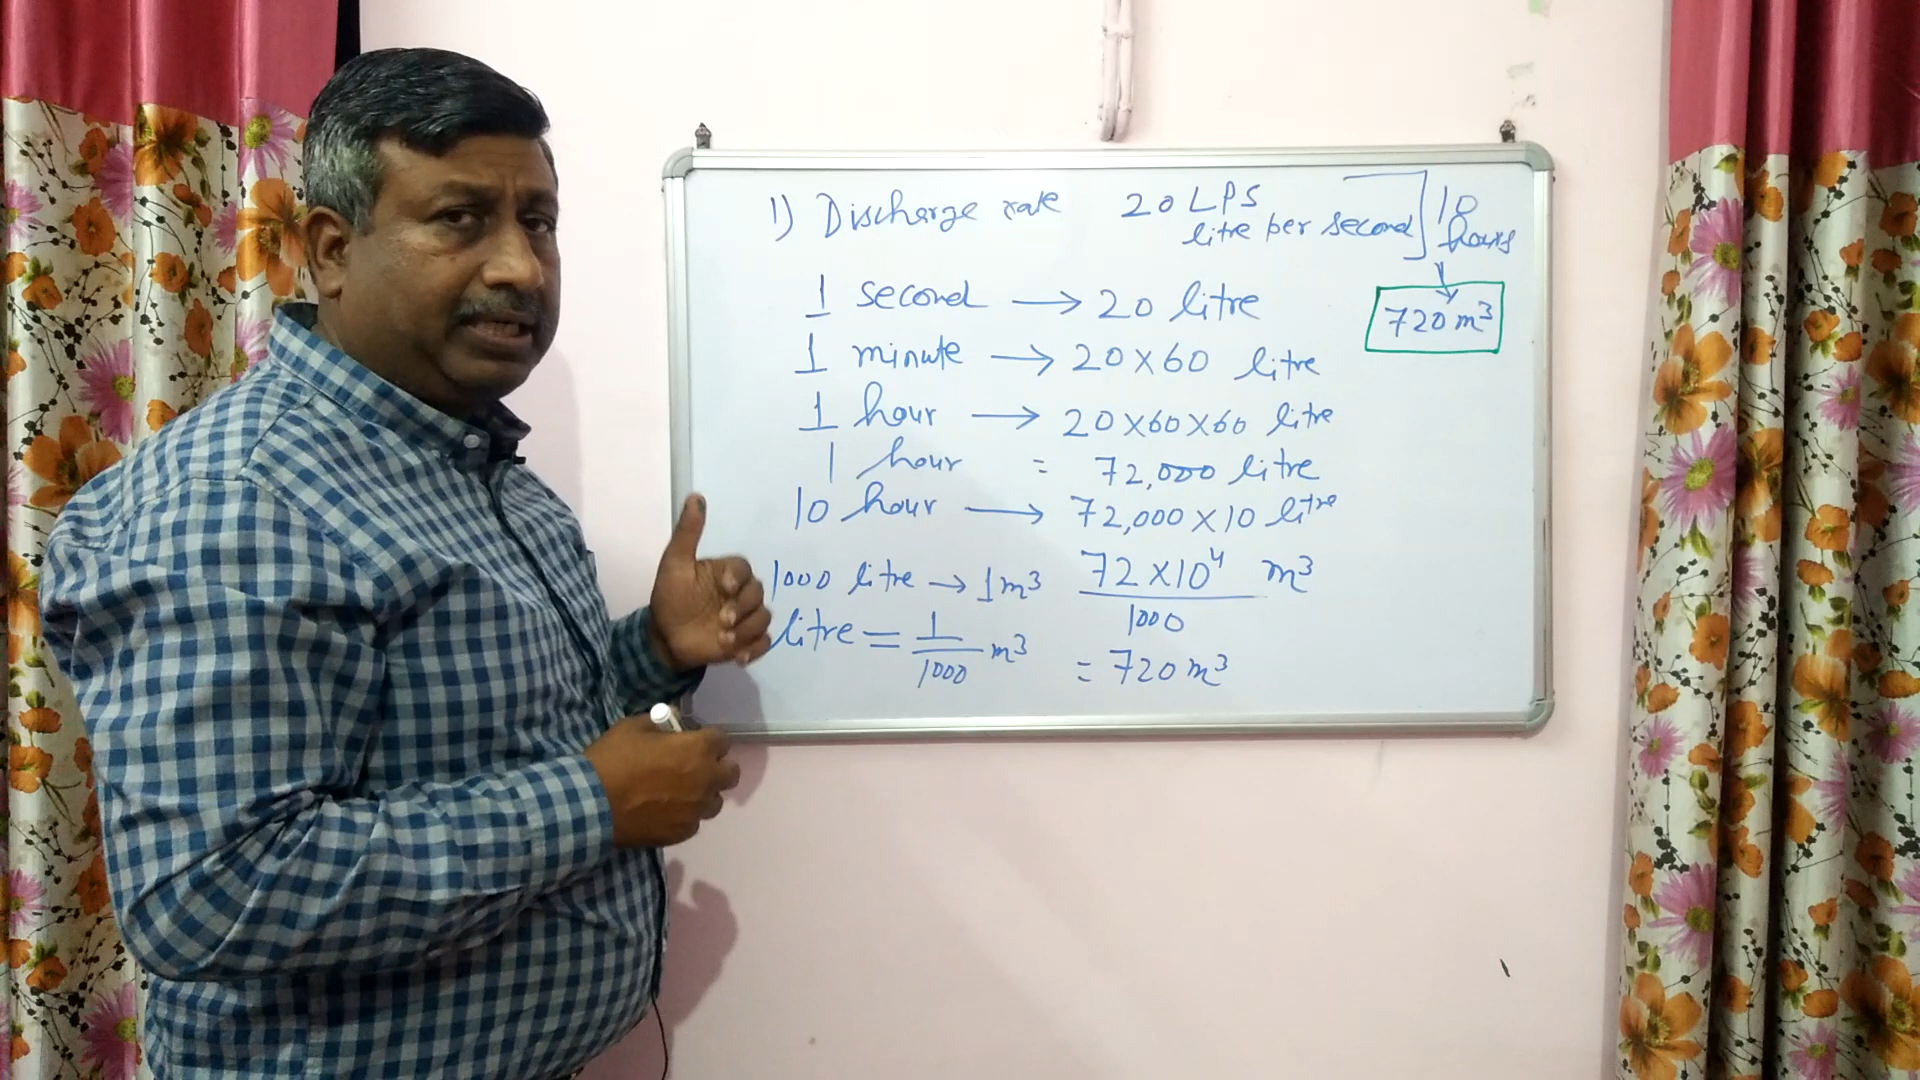 1) Discharge rate 20 LPS
litre per second
10
hours
720 m³
1 second → 20 litre
1 minute → 20 x 60 litre
1 hour → 20 x 60 x 60 litre
1 hour = 72,000 litre
10 hour → 72,000 x 10 litre
1000 litre → 1 m³
litre = 1/1000 m³
72 x 10⁴/1000 m³
= 720 m³